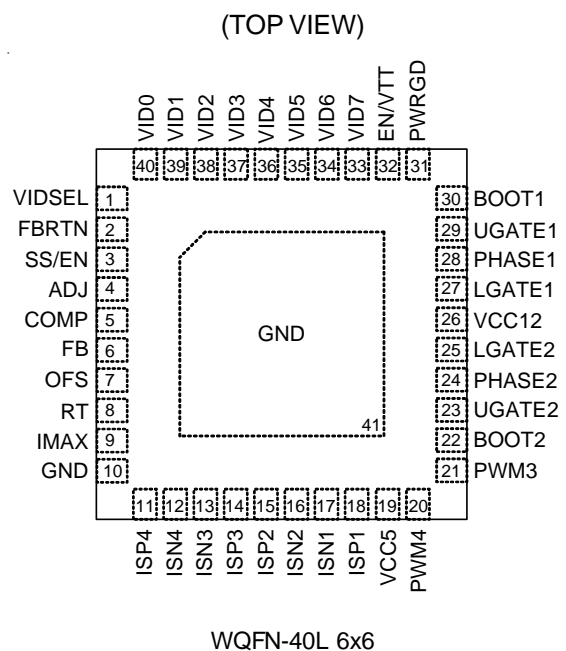 (TOP VIEW)
VID0
VID1
VID2
VID3
VID4
VID5
VID6
VID7
EN/VTT
PWRGD
40 39 38 37 36 35 34 33 32 31
VIDSEL 1
FBRTN 2
SS/EN 3
ADJ 4
COMP 5
FB 6
OFS 7
RT 8
IMAX 9
GND 10
GND
41
30 BOOT1
29 UGATE1
28 PHASE1
27 LGATE1
26 VCC12
25 LGATE2
24 PHASE2
23 UGATE2
22 BOOT2
21 PWM3
11 12 13 14 15 16 17 18 19 20
ISP4
ISN4
ISN3
ISP3
ISP2
ISN2
ISN1
ISP1
VCC5
PWM4
WQFN-40L 6x6